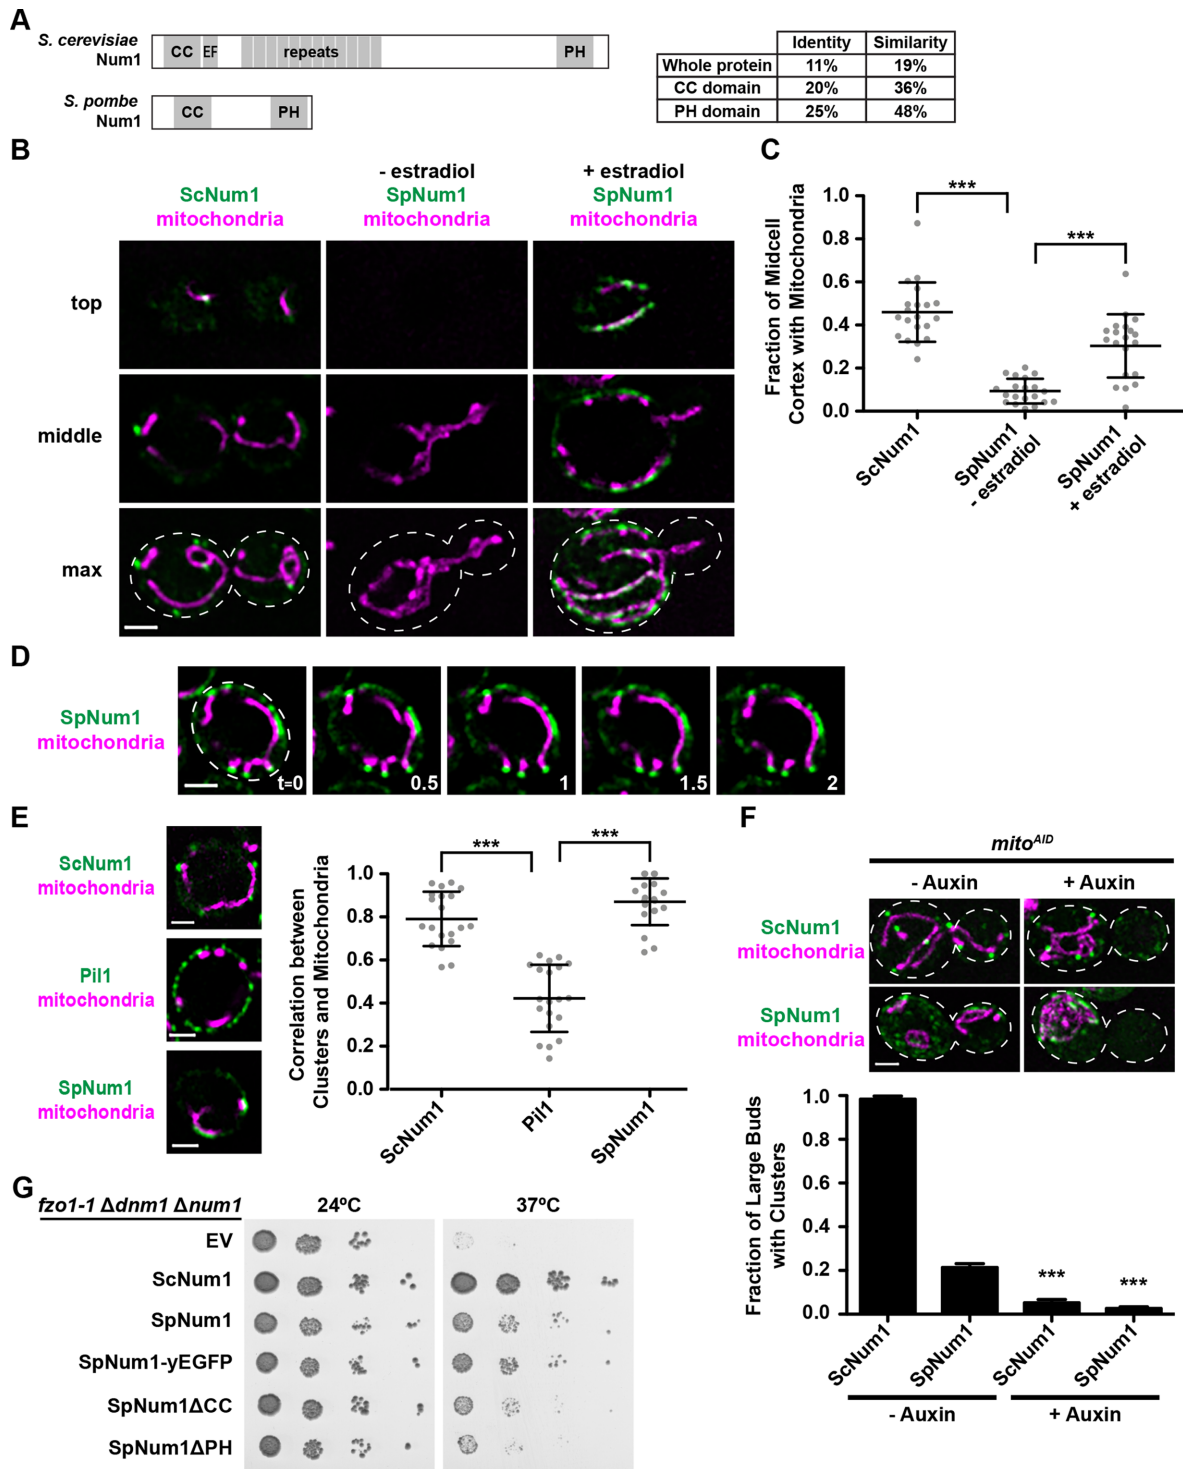 A
S. cerevisiae
Num1
CC EF repeats PH
S. pombe
Num1
CC PH
Identity Similarity
Whole protein 11% 19%
CC domain 20% 36%
PH domain 25% 48%
B
ScNum1
mitochondria
- estradiol
SpNum1
mitochondria
+ estradiol
SpNum1
mitochondria
top
middle
max
C
Fraction of Midcell
Cortex with Mitochondria
1.0
0.8
0.6
0.4
0.2
0.0
***
***
ScNum1
SpNum1
- estradiol
SpNum1
+ estradiol
D
SpNum1
mitochondria
t=0 0.5 1 1.5 2
E
ScNum1
mitochondria
Pil1
mitochondria
SpNum1
mitochondria
Correlation between
Clusters and Mitochondria
1.0
0.8
0.6
0.4
0.2
0.0
***
***
ScNum1
Pil1
SpNum1
F
mitoAID
- Auxin + Auxin
ScNum1
mitochondria
SpNum1
mitochondria
Fraction of Large Buds
with Clusters
1.0
0.8
0.6
0.4
0.2
0.0
*** ***
ScNum1
SpNum1
ScNum1
SpNum1
- Auxin + Auxin
G
fzo1-1 Δdnm1 Δnum1 24ºC 37ºC
EV
ScNum1
SpNum1
SpNum1-yEGFP
SpNum1ΔCC
SpNum1ΔPH